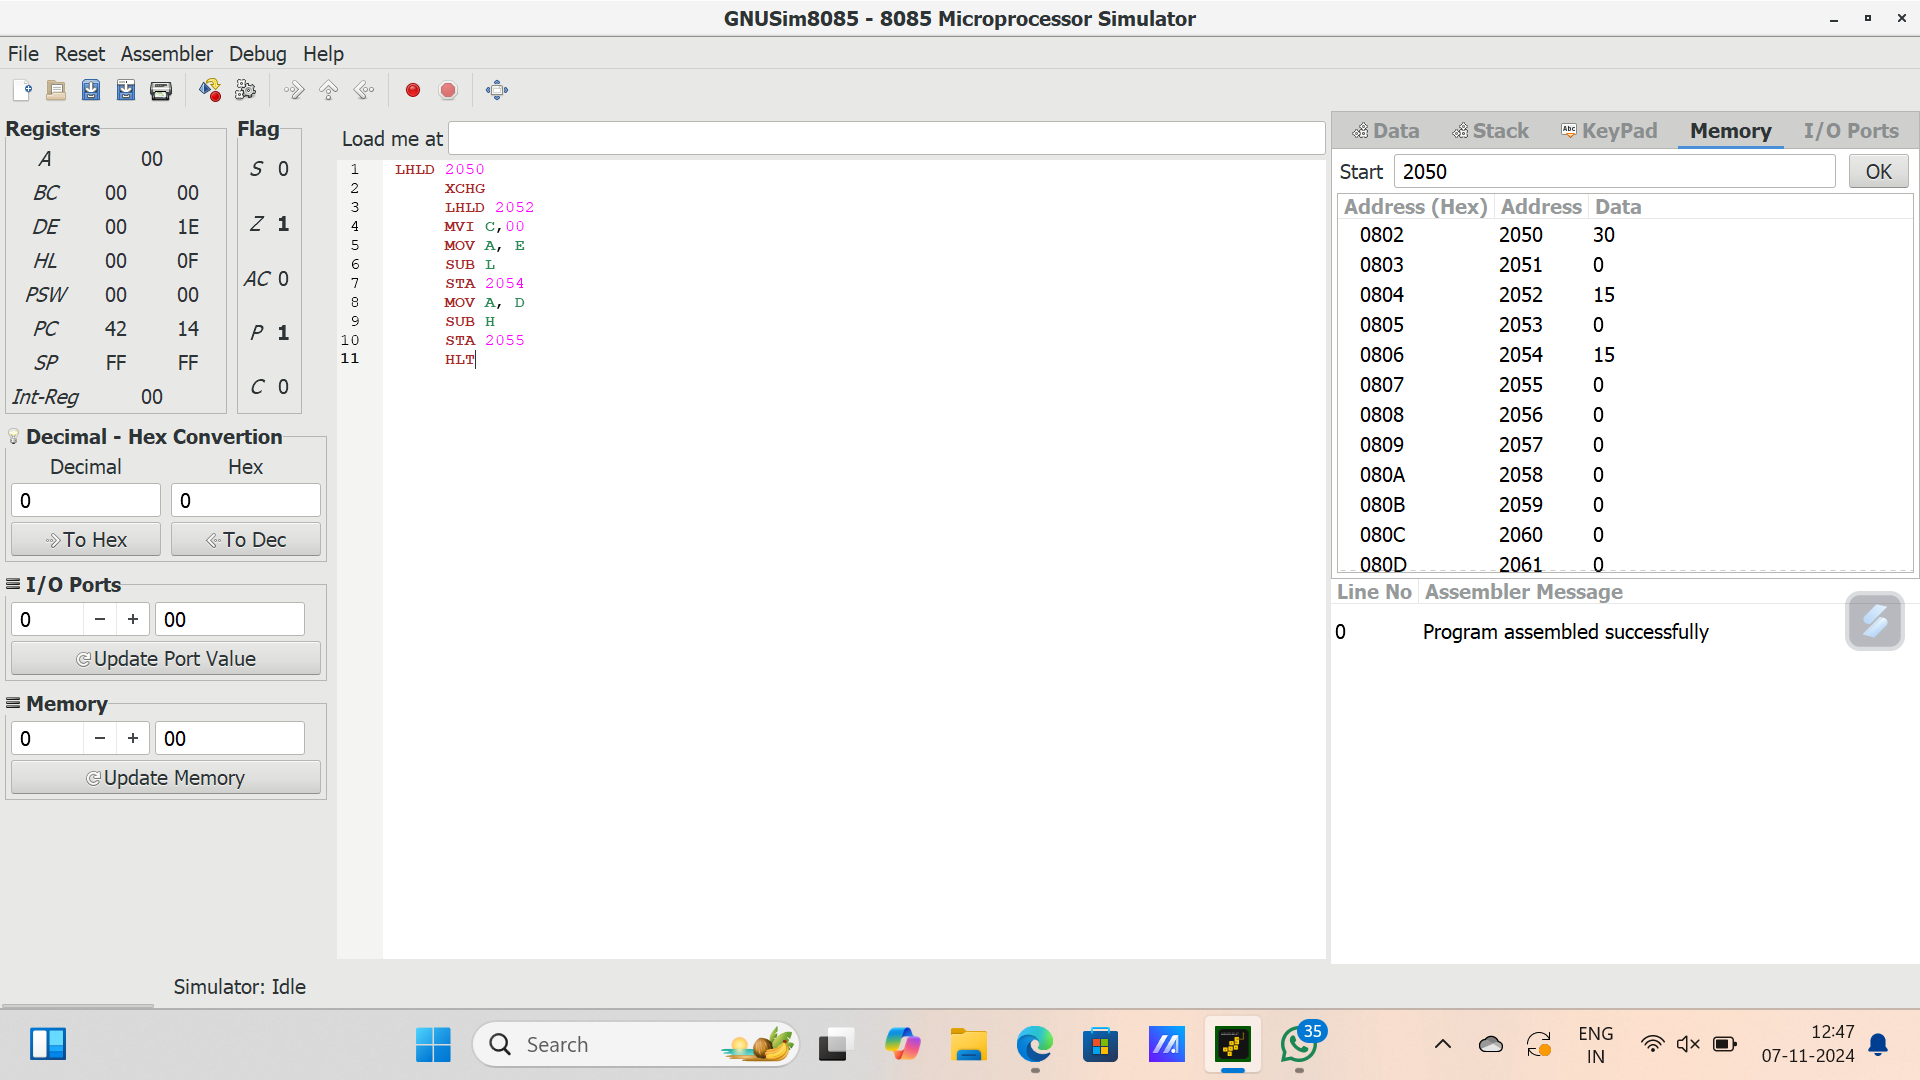 GNUSim8085 - 8085 Microprocessor Simulator
File Reset Assembler Debug Help
Registers
A 00
BC 00 00
DE 00 1E
HL 00 0F
PSW 00 00
PC 42 14
SP FF FF
Int-Reg 00
Flag
S 0
Z 1
AC 0
P 1
C 0
Decimal - Hex Convertion
Decimal Hex
0 0
To Hex To Dec
I/O Ports
0 − + 00
Update Port Value
Memory
0 − + 00
Update Memory
Simulator: Idle
Load me at
1 LHLD 2050
2 XCHG
3 LHLD 2052
4 MVI C,00
5 MOV A, E
6 SUB L
7 STA 2054
8 MOV A, D
9 SUB H
10 STA 2055
11 HLT
Data Stack Abc KeyPad Memory I/O Ports
Start 2050 OK
Address (Hex) Address Data
0802 2050 30
0803 2051 0
0804 2052 15
0805 2053 0
0806 2054 15
0807 2055 0
0808 2056 0
0809 2057 0
080A 2058 0
080B 2059 0
080C 2060 0
080D 2061 0
Line No Assembler Message
0 Program assembled successfully
Search
35
ENG
IN
12:47
07-11-2024